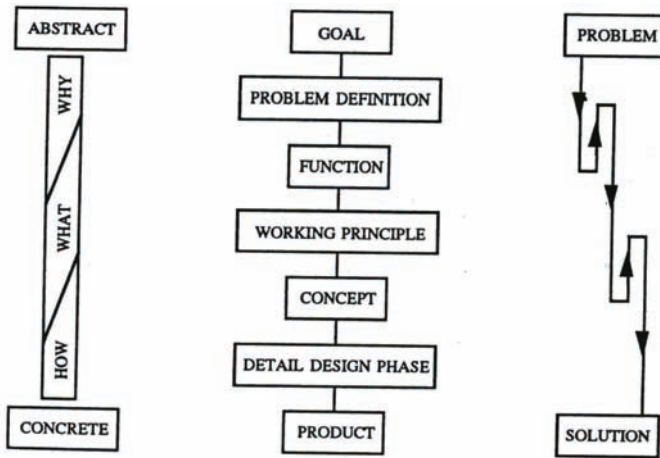 ABSTRACT
WHY
WHAT
HOW
CONCRETE
GOAL
PROBLEM DEFINITION
FUNCTION
WORKING PRINCIPLE
CONCEPT
DETAIL DESIGN PHASE
PRODUCT
PROBLEM
SOLUTION